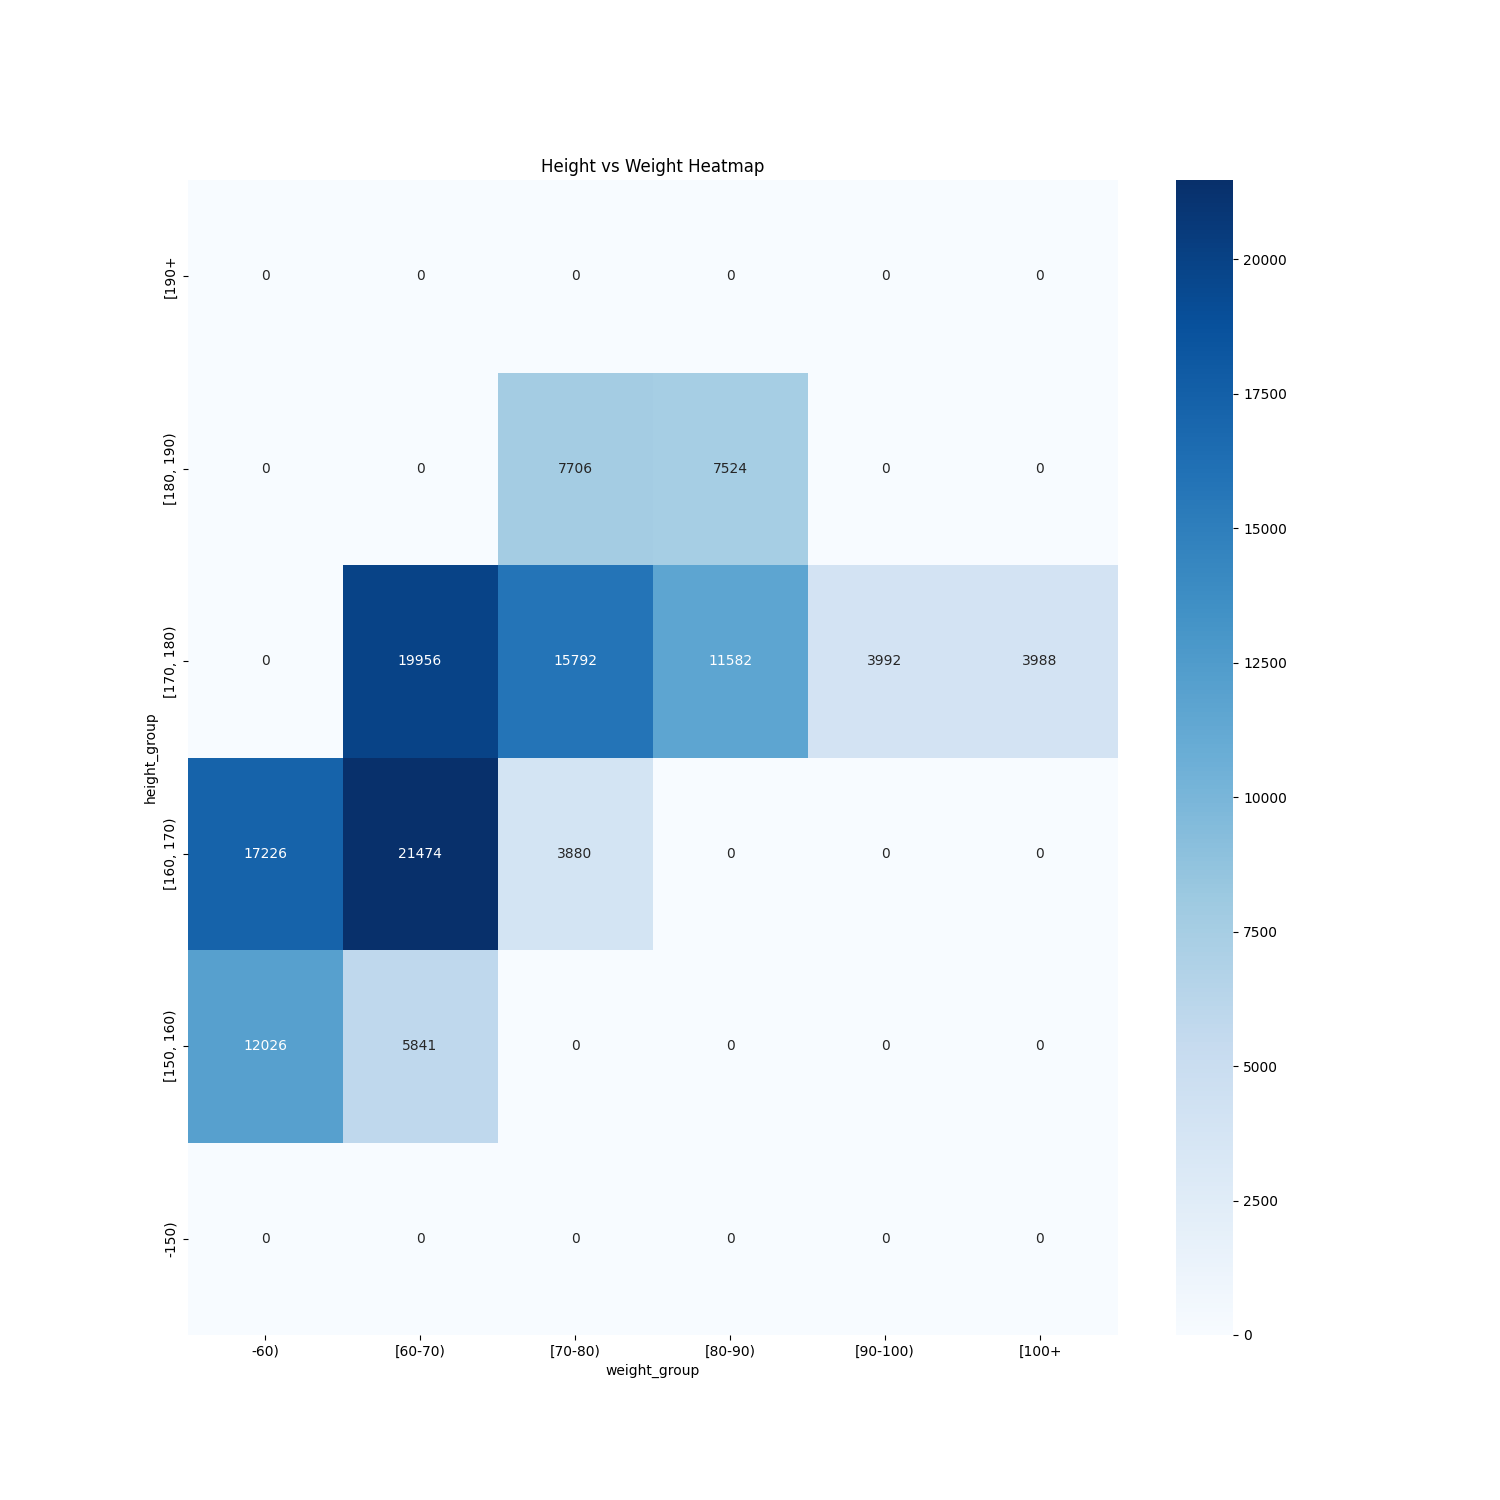 Height vs Weight Heatmap
height_group
[190+
0 0 0 0 0 0
[180, 190)
0 0 7706 7524 0 0
[170, 180)
0 19956 15792 11582 3992 3988
[160, 170)
17226 21474 3880 0 0 0
[150, 160)
12026 5841 0 0 0 0
-150)
0 0 0 0 0 0
-60) [60-70) [70-80) [80-90) [90-100) [100+
weight_group
20000
17500
15000
12500
10000
7500
5000
2500
0